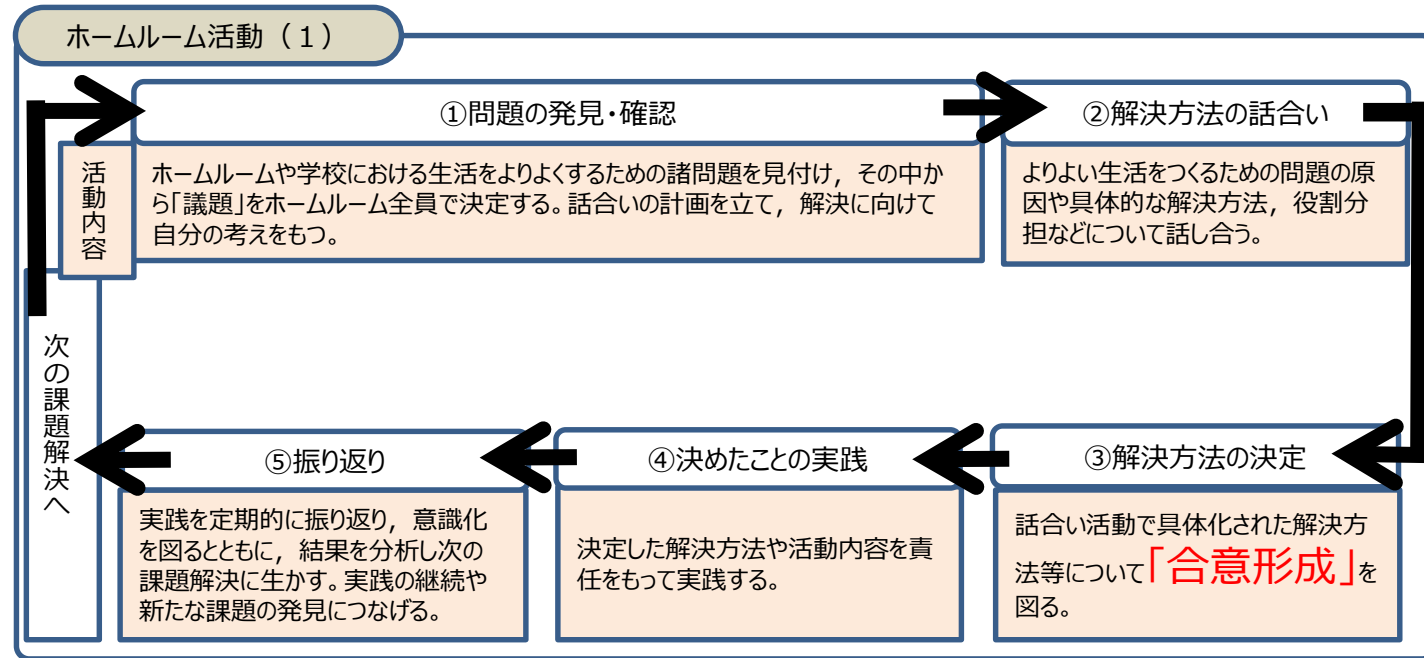 ホームルーム活動（１）
①問題の発見・確認
②解決方法の話合い
活動内容
ホームルームや学校における生活をよりよくするための諸問題を見付け，その中か
ら「議題」をホームルーム全員で決定する。話合いの計画を立て，解決に向けて
自分の考えをもつ。
よりよい生活をつくるための問題の原
因や具体的な解決方法，役割分
担などについて話し合う。
③解決方法の決定
話合い活動で具体化された解決方
法等について「合意形成」を
図る。
④決めたことの実践
決定した解決方法や活動内容を責
任をもって実践する。
⑤振り返り
実践を定期的に振り返り，意識化
を図るとともに，結果を分析し次の
課題解決に生かす。実践の継続や
新たな課題の発見につなげる。
次の課題解決へ